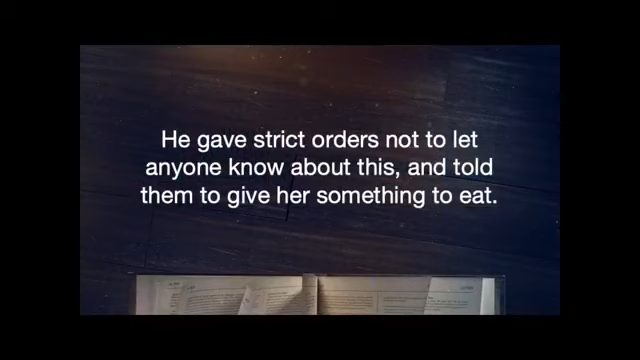 He gave strict orders not to let
anyone know about this, and told
them to give her something to eat.